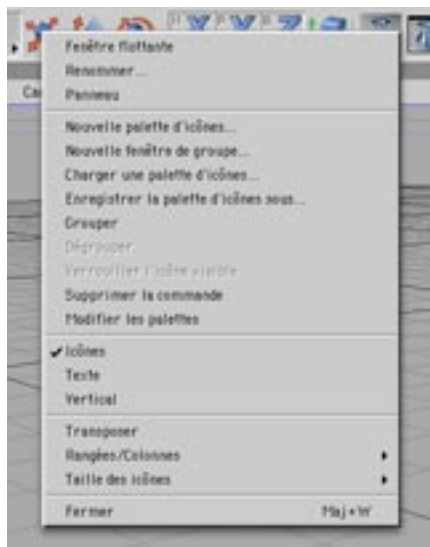 X Y Z
Ca
Fenêtre flottante
Renommer...
Panneau
Nouvelle palette d'icônes...
Nouvelle fenêtre de groupe...
Charger une palette d'icônes...
Enregistrer la palette d'icônes sous...
Grouper
Dégrouper
Verrouiller l'icône visible
Supprimer la commande
Modifier les palettes
✔ Icônes
Texte
Vertical
Transposer
Rangées/Colonnes
Taille des icônes
Fermer Maj+W